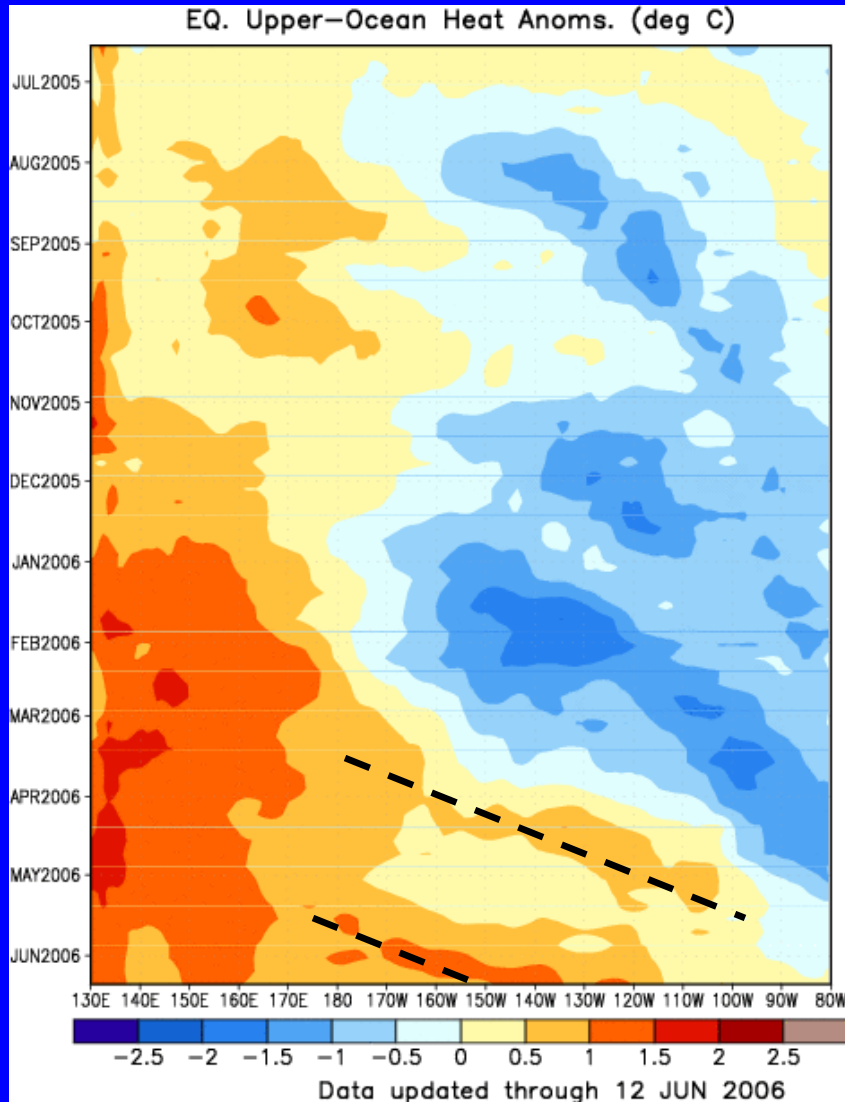 EQ. Upper-Ocean Heat Anoms. (deg C)
JUL2005
AUG2005
SEP2005
OCT2005
NOV2005
DEC2005
JAN2006
FEB2006
MAR2006
APR2006
MAY2006
JUN2006
130E 140E 150E 160E 170E 180 170W 160W 150W 140W 130W 120W 110W 100W 90W 80W
-2.5 -2 -1.5 -1 -0.5 0 0.5 1 1.5 2 2.5
Data updated through 12 JUN 2006